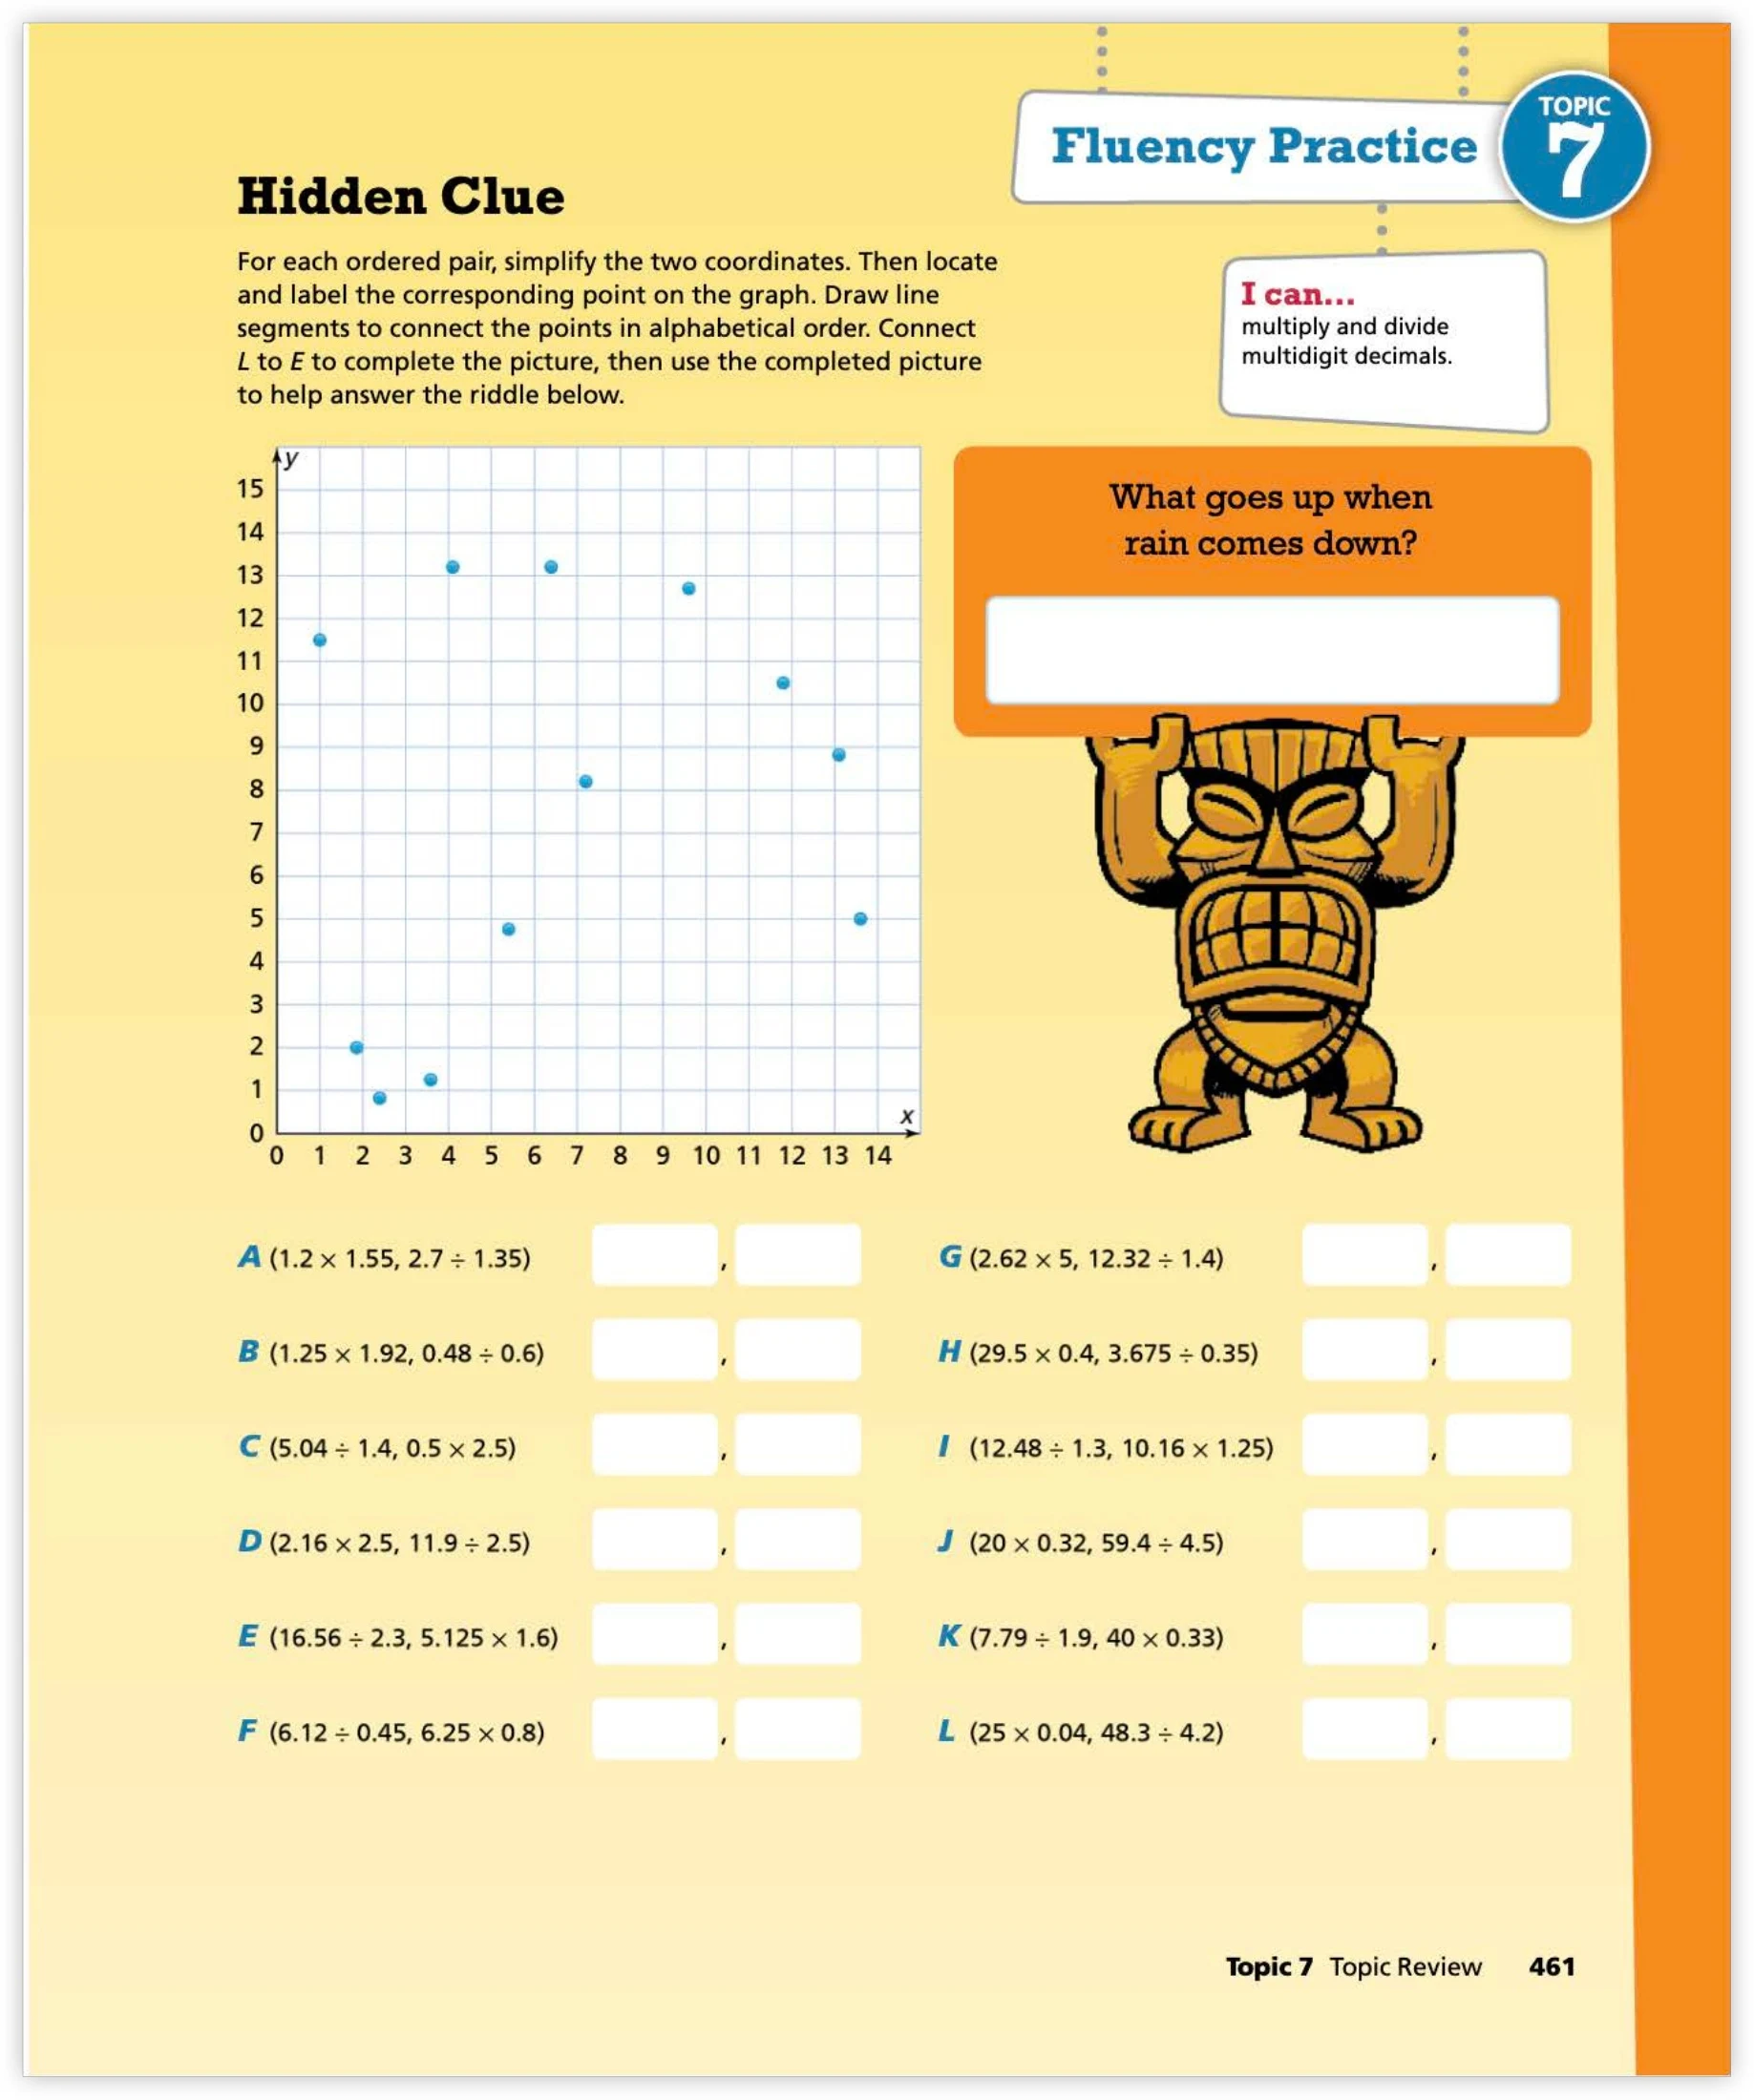 Fluency Practice
TOPIC
7
Hidden Clue
For each ordered pair, simplify the two coordinates. Then locate
and label the corresponding point on the graph. Draw line
segments to connect the points in alphabetical order. Connect
L to E to complete the picture, then use the completed picture
to help answer the riddle below.
I can...
multiply and divide
multidigit decimals.
y
15
14
13
12
11
10
9
8
7
6
5
4
3
2
1
0
x
0 1 2 3 4 5 6 7 8 9 10 11 12 13 14
What goes up when
rain comes down?
A (1.2 × 1.55, 2.7 ÷ 1.35) ,
B (1.25 × 1.92, 0.48 ÷ 0.6) ,
C (5.04 ÷ 1.4, 0.5 × 2.5) ,
D (2.16 × 2.5, 11.9 ÷ 2.5) ,
E (16.56 ÷ 2.3, 5.125 × 1.6) ,
F (6.12 ÷ 0.45, 6.25 × 0.8) ,
G (2.62 × 5, 12.32 ÷ 1.4) ,
H (29.5 × 0.4, 3.675 ÷ 0.35) ,
I (12.48 ÷ 1.3, 10.16 × 1.25) ,
J (20 × 0.32, 59.4 ÷ 4.5) ,
K (7.79 ÷ 1.9, 40 × 0.33) ,
L (25 × 0.04, 48.3 ÷ 4.2) ,
Topic 7 Topic Review 461